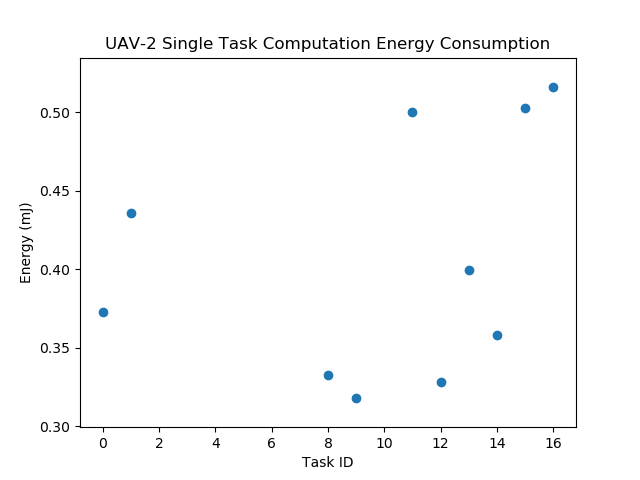 UAV-2 Single Task Computation Energy Consumption
0.50
0.45
0.40
0.35
0.30
Energy (mJ)
0 2 4 6 8 10 12 14 16
Task ID